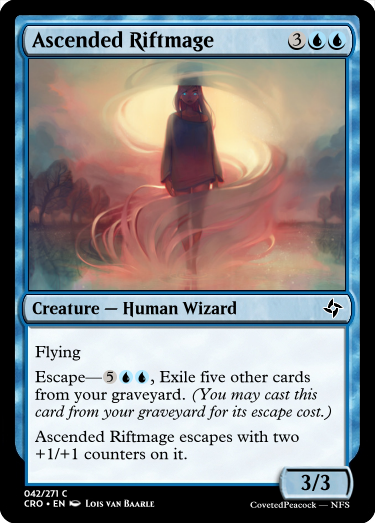 Ascended Riftmage 3
Creature — Human Wizard
Flying
Escape—5, Exile five other cards
from your graveyard. (You may cast this
card from your graveyard for its escape cost.)
Ascended Riftmage escapes with two
+1/+1 counters on it.
3/3
042/271 C
CRO • EN Lois van Baarle
CovetedPeacock — NFS